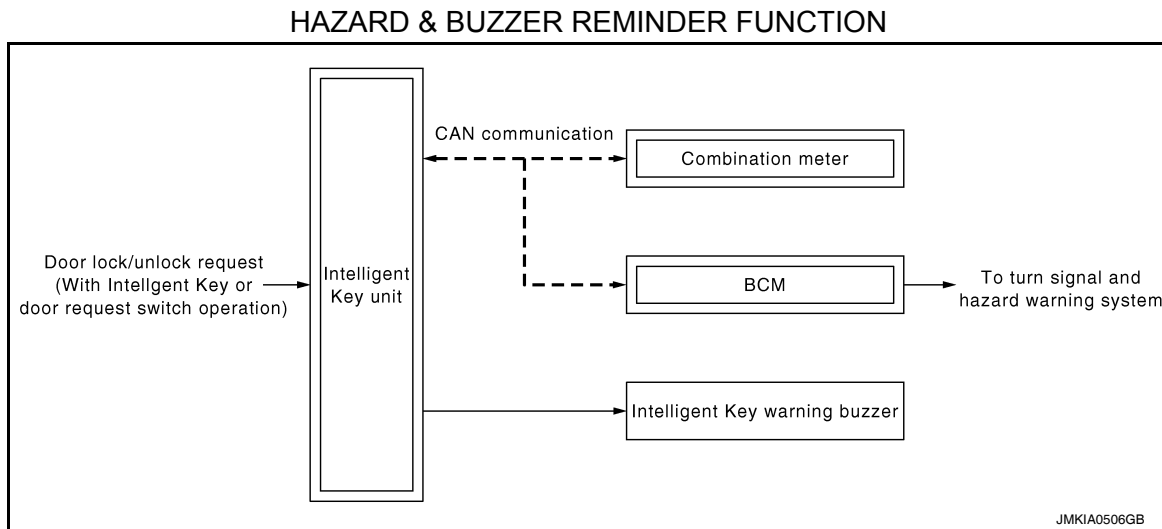 HAZARD & BUZZER REMINDER FUNCTION
CAN communication
Combination meter
Door lock/unlock request
(With Intellgent Key or
door request switch operation)
Intelligent
Key unit
BCM
To turn signal and
hazard warning system
Intelligent Key warning buzzer
JMKIA0506GB